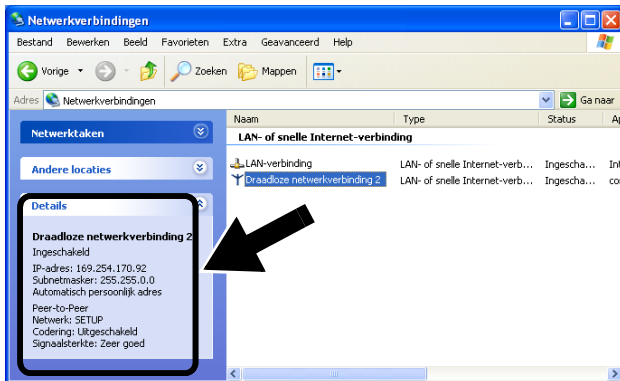 Netwerkverbindingen
Bestand Bewerken Beeld Favorieten Extra Geavanceerd Help
Vorige Zoeken Mappen
Adres Netwerkverbindingen Ga naar
Netwerktaken
Andere locaties
Details
Draadloze netwerkverbinding 2
Ingeschakeld
IP-adres: 169.254.170.92
Subnetmasker: 255.255.0.0
Automatisch persoonlijk adres
Peer-to-Peer
Netwerk: SETUP
Codering: Uitgeschakeld
Signaalsterkte: Zeer goed
Naam Type Status
LAN- of snelle Internet-verbinding
LAN-verbinding LAN- of snelle Internet-verb... Ingescha...
Draadloze netwerkverbinding 2 LAN- of snelle Internet-verb... Ingescha...